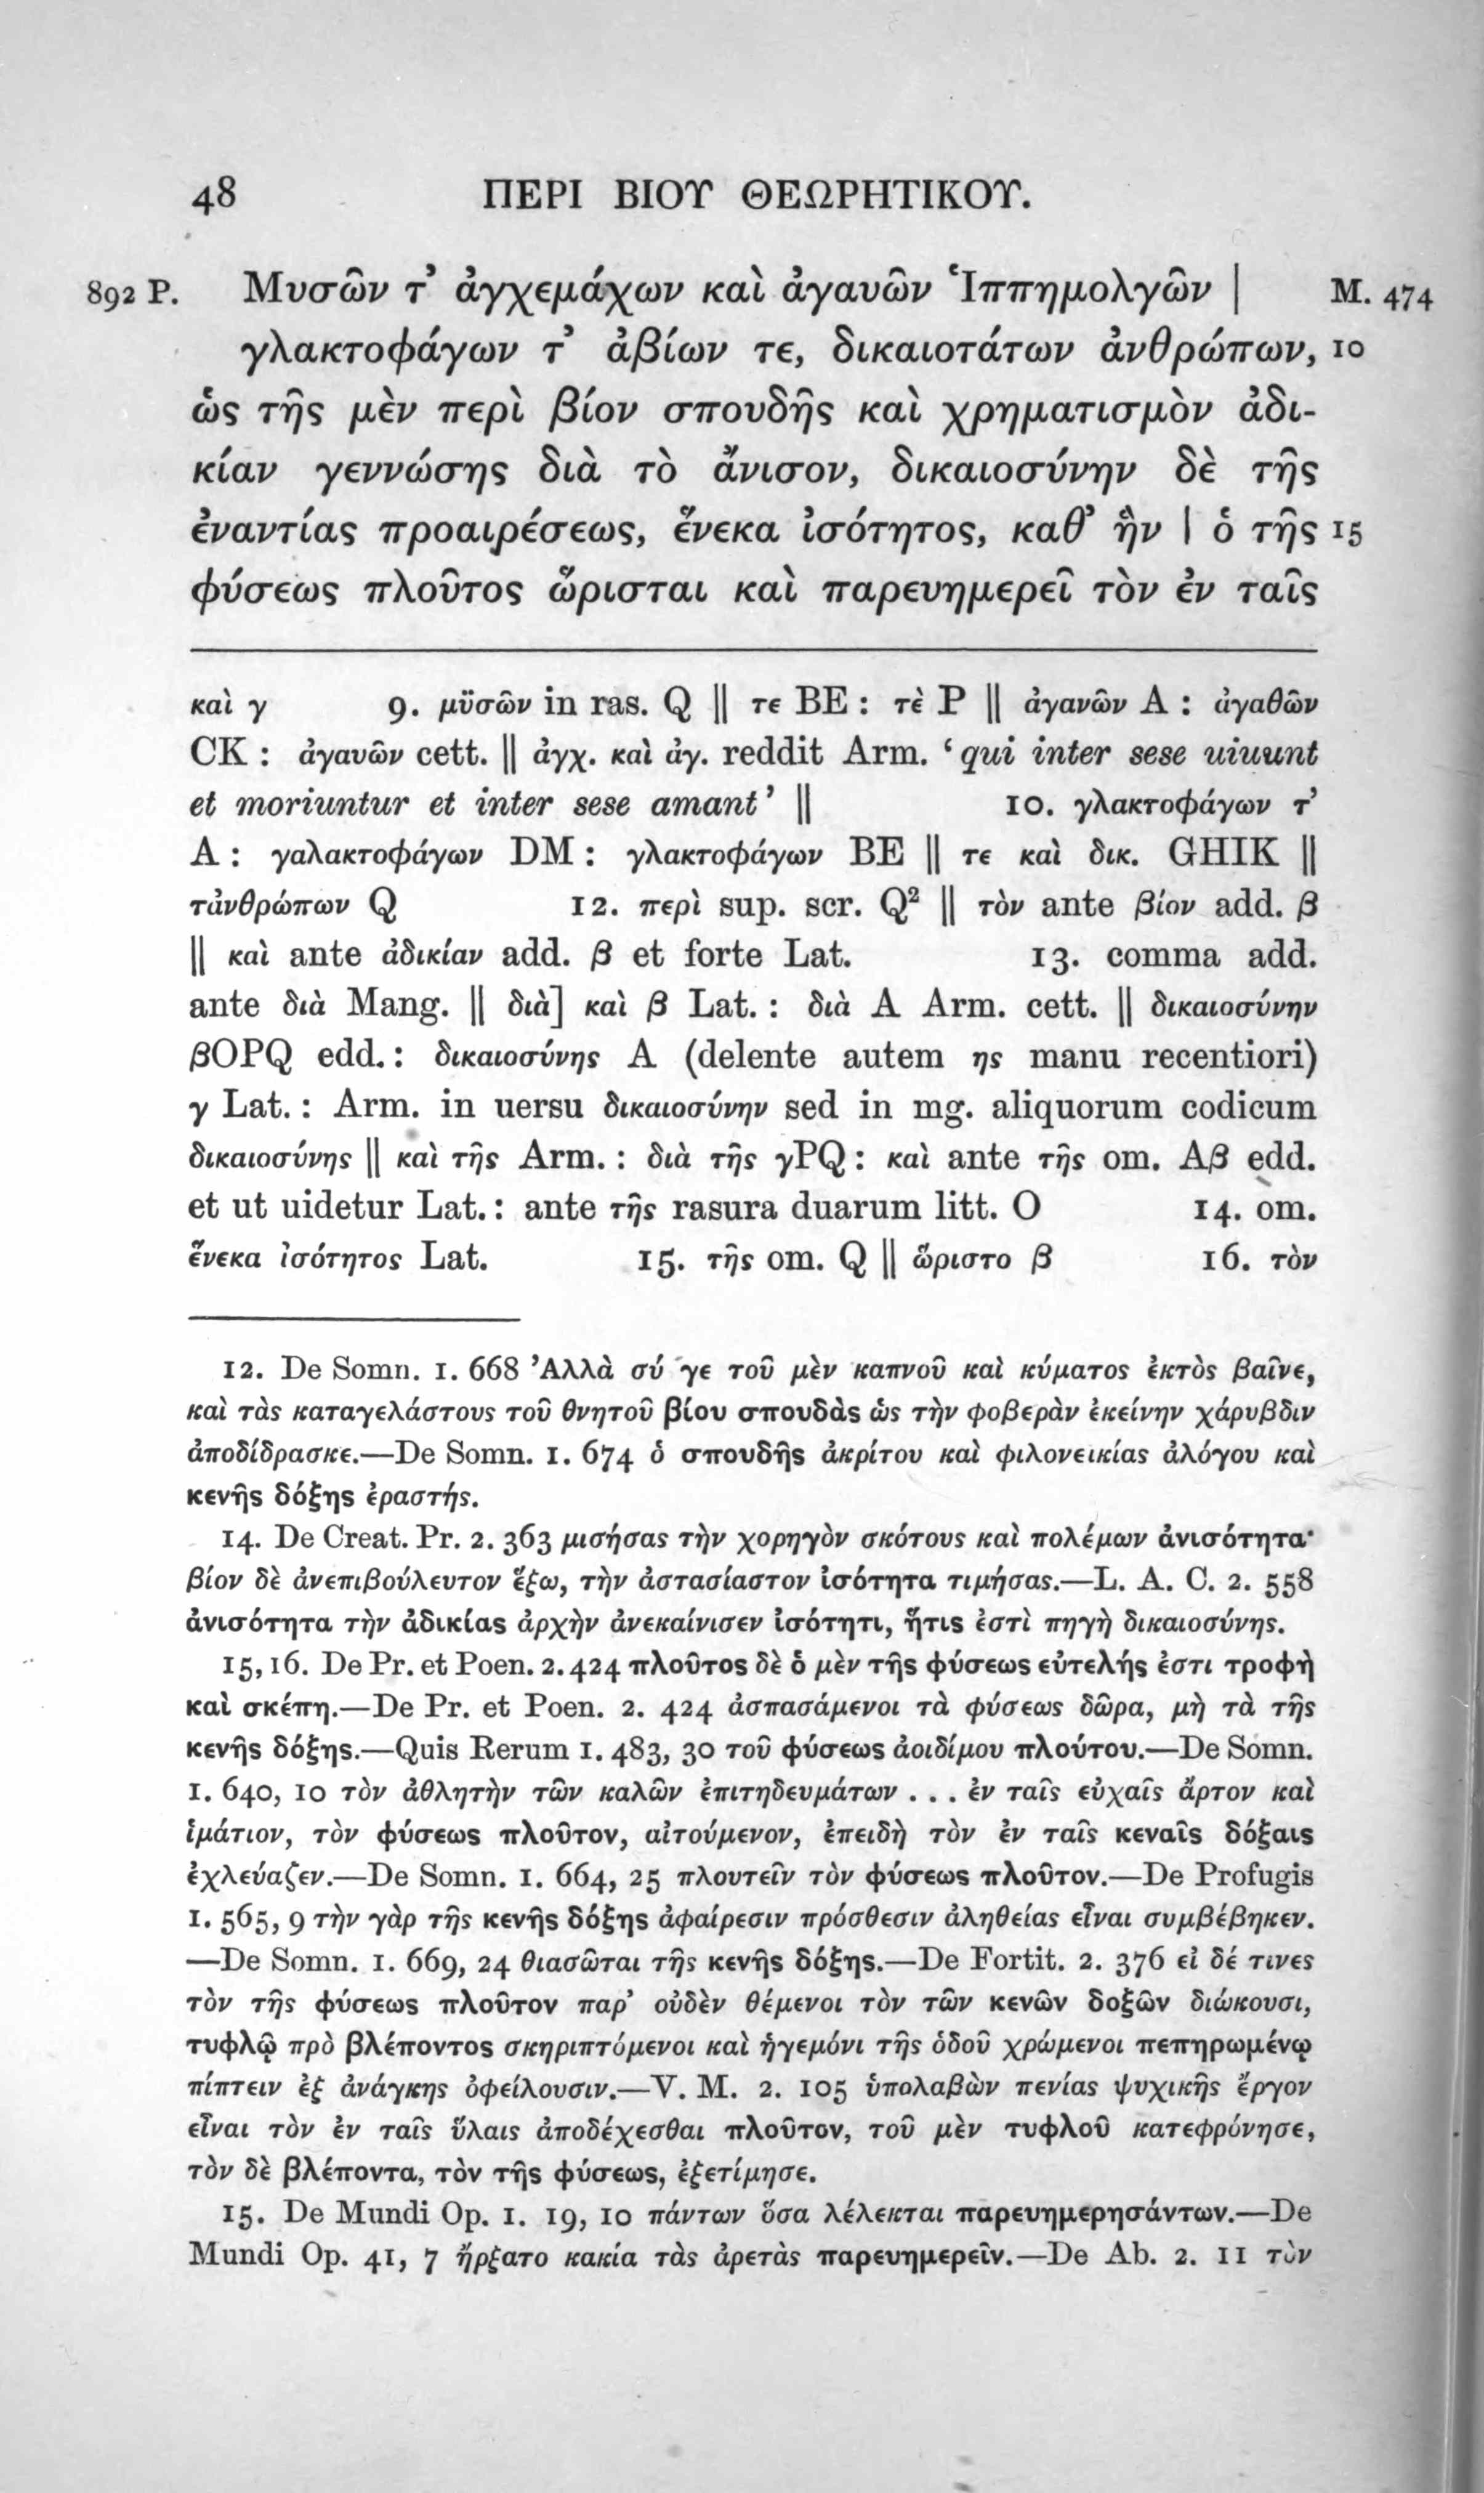 48 ΠΕΡΙ ΒΙΟΥ ΘΕΩΡΗΤΙΚΟΥ.
892 P. Μυσῶν τ’ ἀγχεμάχων καὶ ἀγαυῶν Ἱππημολγῶν | M. 474
γλακτοφάγων τ’ ἀβίων τε, δικαιοτάτων ἀνθρώπων, 10
ὡς τῆς μὲν περὶ βίον σπουδῆς καὶ χρηματισμὸν ἀδι-
κίαν γεννώσης διὰ τὸ ἄνισον, δικαιοσύνην δὲ τῆς
ἐναντίας προαιρέσεως, ἕνεκα ἰσότητος, καθ’ ἣν | ὁ τῆς 15
φύσεως πλοῦτος ὥρισται καὶ παρευημερεῖ τὸν ἐν ταῖς
καὶ γ 9. μϋσῶν in ras. Q || τε BE : τὲ P || ἀγανῶν A : ἀγαθῶν
CK : ἀγαυῶν cett. || ἀγχ. καὶ ἀγ. reddit Arm. ‘qui inter sese uiuunt
et moriuntur et inter sese amant’ || 10. γλακτοφάγων τ’
A : γαλακτοφάγων DM : γλακτοφάγων BE || τε καὶ δικ. GHIK ||
τἀνθρώπων Q 12. περὶ sup. scr. Q² || τὸν ante βίον add. β
|| καὶ ante ἀδικίαν add. β et forte Lat. 13. comma add.
ante διὰ Mang. || διὰ] καὶ β Lat. : διὰ A Arm. cett. || δικαιοσύνην
βOPQ edd. : δικαιοσύνης A (delente autem ης manu recentiori)
γ Lat. : Arm. in uersu δικαιοσύνην sed in mg. aliquorum codicum
δικαιοσύνης || καὶ τῆς Arm. : διὰ τῆς γPQ : καὶ ante τῆς om. Aβ edd.
et ut uidetur Lat. : ante τῆς rasura duarum litt. O 14. om.
ἕνεκα ἰσότητος Lat. 15. τῆς om. Q || ὥριστο β 16. τὸν
12. De Somn. 1. 668 Ἀλλὰ σύ γε τοῦ μὲν καπνοῦ καὶ κύματος ἐκτὸς βαῖνε,
καὶ τὰς καταγελάστους τοῦ θνητοῦ βίου σπουδὰς ὡς τὴν φοβερὰν ἐκείνην χάρυβδιν
ἀποδίδρασκε.—De Somn. 1. 674 ὁ σπουδῆς ἀκρίτου καὶ φιλονεικίας ἀλόγου καὶ
κενῆς δόξης ἐραστής.
14. De Creat. Pr. 2. 363 μισήσας τὴν χορηγὸν σκότους καὶ πολέμων ἀνισότητα·
βίον δὲ ἀνεπιβούλευτον ἕξω, τὴν ἀστασίαστον ἰσότητα τιμήσας.—L. A. C. 2. 558
ἀνισότητα τὴν ἀδικίας ἀρχὴν ἀνεκαίνισεν ἰσότητι, ἥτις ἐστὶ πηγὴ δικαιοσύνης.
15, 16. De Pr. et Poen. 2. 424 πλοῦτος δὲ ὁ μὲν τῆς φύσεως εὐτελής ἐστι τροφὴ
καὶ σκέπη.—De Pr. et Poen. 2. 424 ἀσπασάμενοι τὰ φύσεως δῶρα, μὴ τὰ τῆς
κενῆς δόξης.—Quis Rerum 1. 483, 30 τοῦ φύσεως ἀοιδίμου πλούτου.—De Somn.
1. 640, 10 τὸν ἀθλητὴν τῶν καλῶν ἐπιτηδευμάτων . . . ἐν ταῖς εὐχαῖς ἄρτον καὶ
ἱμάτιον, τὸν φύσεως πλοῦτον, αἰτούμενον, ἐπειδὴ τὸν ἐν ταῖς κεναῖς δόξαις
ἐχλεύαζεν.—De Somn. 1. 664, 25 πλουτεῖν τὸν φύσεως πλοῦτον.—De Profugis
1. 565, 9 τὴν γὰρ τῆς κενῆς δόξης ἀφαίρεσιν πρόσθεσιν ἀληθείας εἶναι συμβέβηκεν.
—De Somn. 1. 669, 24 θιασῶται τῆς κενῆς δόξης.—De Fortit. 2. 376 εἰ δέ τινες
τὸν τῆς φύσεως πλοῦτον παρ’ οὐδὲν θέμενοι τὸν τῶν κενῶν δοξῶν διώκουσι,
τυφλῷ πρὸ βλέποντος σκηριπτόμενοι καὶ ἡγεμόνι τῆς ὁδοῦ χρώμενοι πεπηρωμένῳ
πίπτειν ἐξ ἀνάγκης ὀφείλουσιν.—V. M. 2. 105 ὑπολαβὼν πενίας ψυχικῆς ἔργον
εἶναι τὸν ἐν ταῖς ὕλαις ἀποδέχεσθαι πλοῦτον, τοῦ μὲν τυφλοῦ κατεφρόνησε,
τὸν δὲ βλέποντα, τὸν τῆς φύσεως, ἐξετίμησε.
15. De Mundi Op. 1. 19, 10 πάντων ὅσα λέλεκται παρευημερησάντων.—De
Mundi Op. 41, 7 ἤρξατο κακία τὰς ἀρετὰς παρευημερεῖν.—De Ab. 2. 11 τὸν